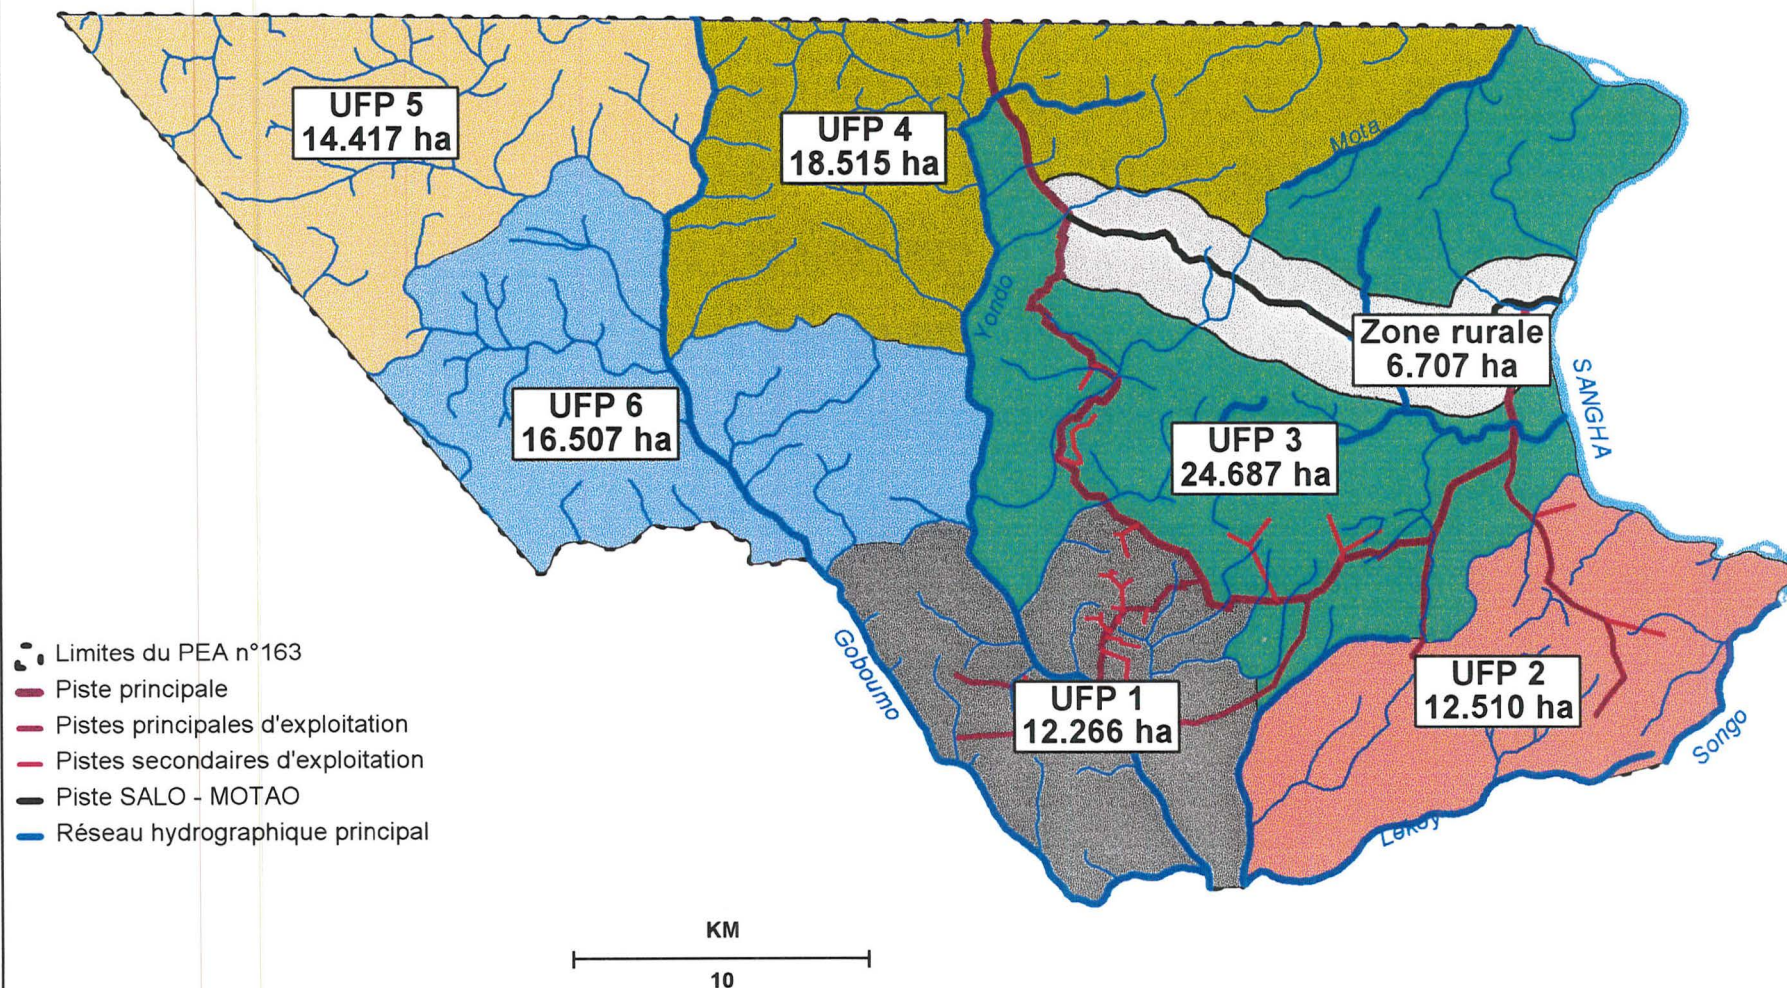 UFP 5
14.417 ha
UFP 4
18.515 ha
Mota
Yondo
Zone rurale
6.707 ha
SANGHA
UFP 6
16.507 ha
UFP 3
24.687 ha
Goboumo
UFP 1
12.266 ha
UFP 2
12.510 ha
Songo
Lékoy
Limites du PEA n°163
Piste principale
Pistes principales d'exploitation
Pistes secondaires d'exploitation
Piste SALO - MOTAO
Réseau hydrographique principal
KM
10